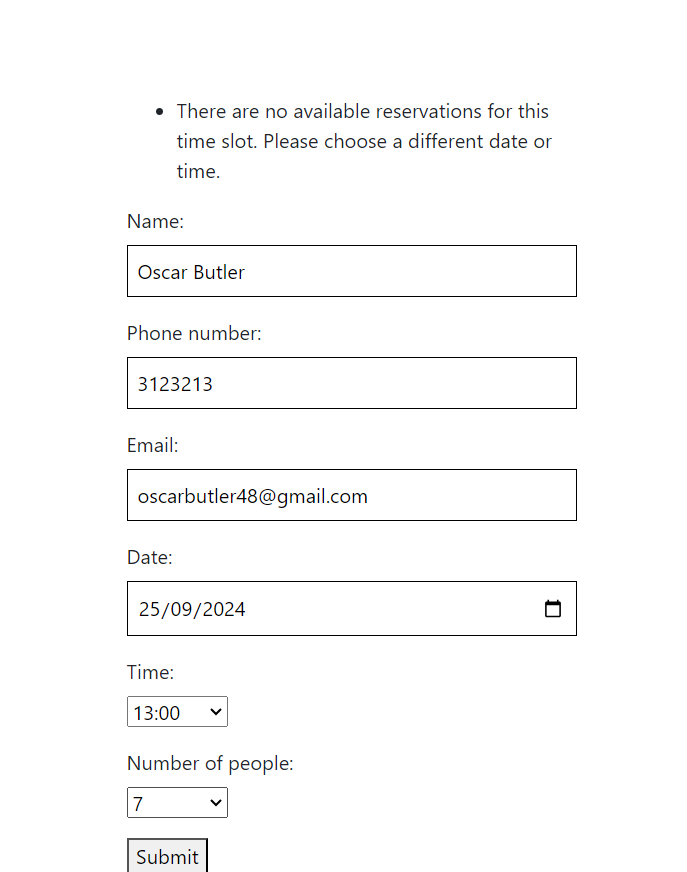 • There are no available reservations for this
time slot. Please choose a different date or
time.
Name:
Oscar Butler
Phone number:
3123213
Email:
oscarbutler48@gmail.com
Date:
25/09/2024
Time:
13:00
Number of people:
7
Submit